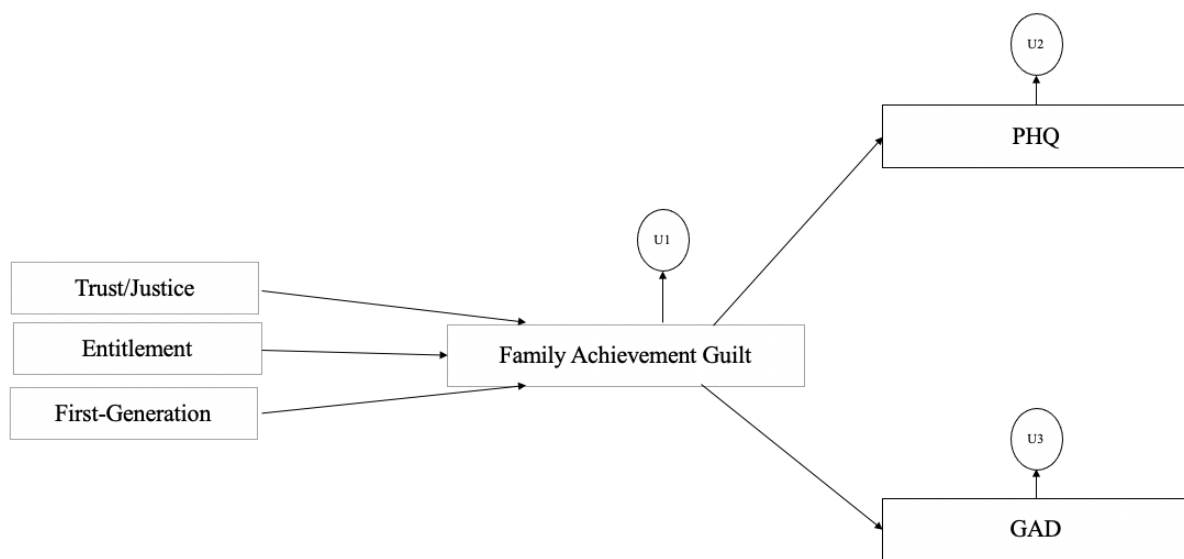 U2
PHQ
U1
Trust/Justice
Entitlement
Family Achievement Guilt
First-Generation
U3
GAD